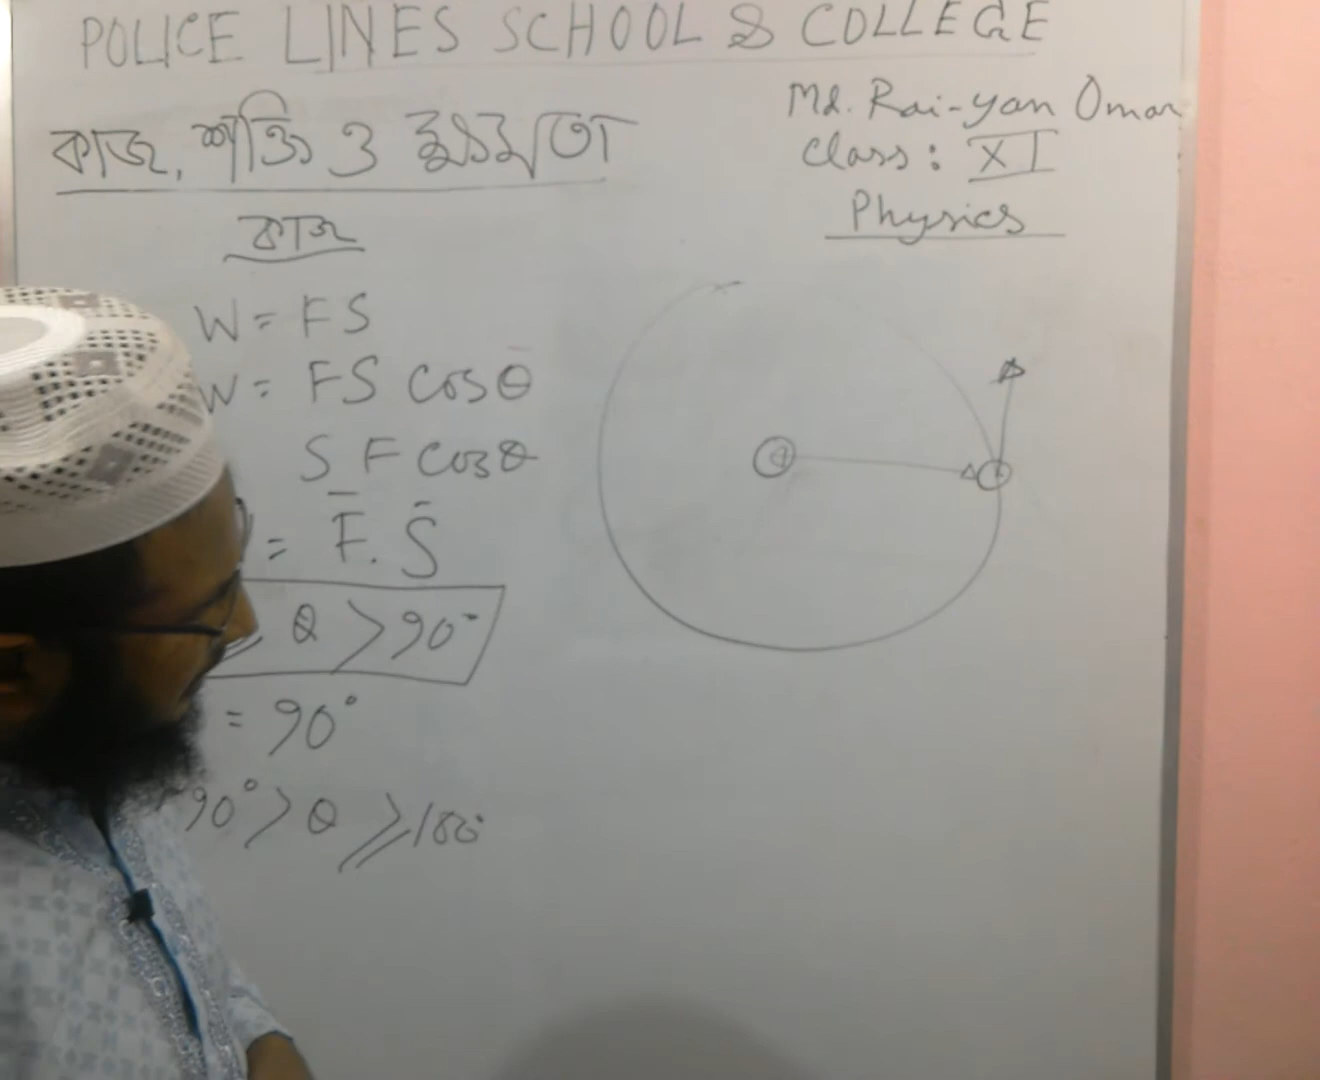 POLICE LINES SCHOOL & COLLEGE
Md. Rai-yan Omar
Class: XI
Physics
কাজ, শক্তি ও ক্ষমতা
কাজ
W = FS
W = FS Cosθ
S F Cosθ
= F̄. S̄
θ > 90°
= 90°
90° > θ ≥ 180°